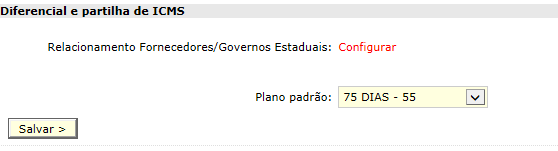 Diferencial e partilha de ICMS
Relacionamento Fornecedores/Governos Estaduais: Configurar
Plano padrão: 75 DIAS - 55
Salvar >